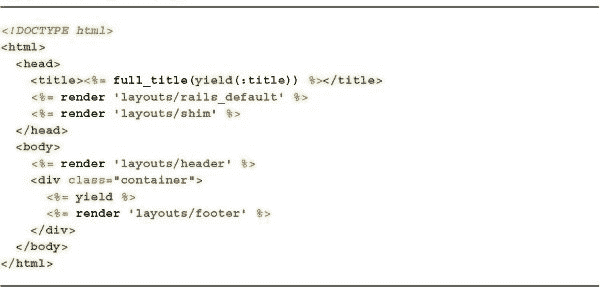 <!DOCTYPE html>
<html>
  <head>
    <title><%= full_title(yield(:title)) %></title>
    <%= render 'layouts/rails_default' %>
    <%= render 'layouts/shim' %>
  </head>
  <body>
    <%= render 'layouts/header' %>
    <div class="container">
      <%= yield %>
      <%= render 'layouts/footer' %>
    </div>
  </body>
</html>